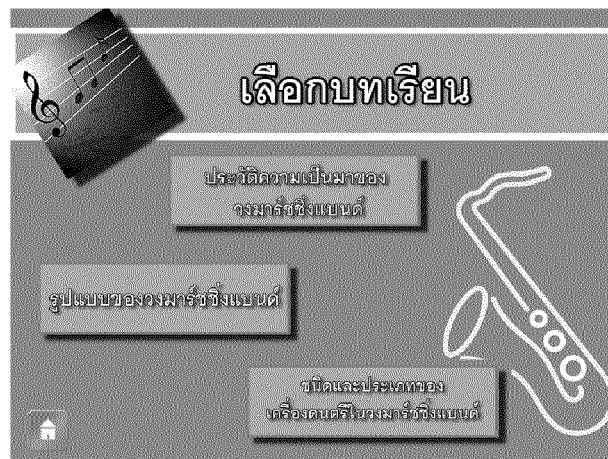 เลือกบทเรียน
ประวัติความเป็นมาของ
วงมาร์ชชิ่งแบนด์
รูปแบบของวงมาร์ชชิ่งแบนด์
ชนิดและประเภทของ
เครื่องดนตรีในวงมาร์ชชิ่งแบนด์